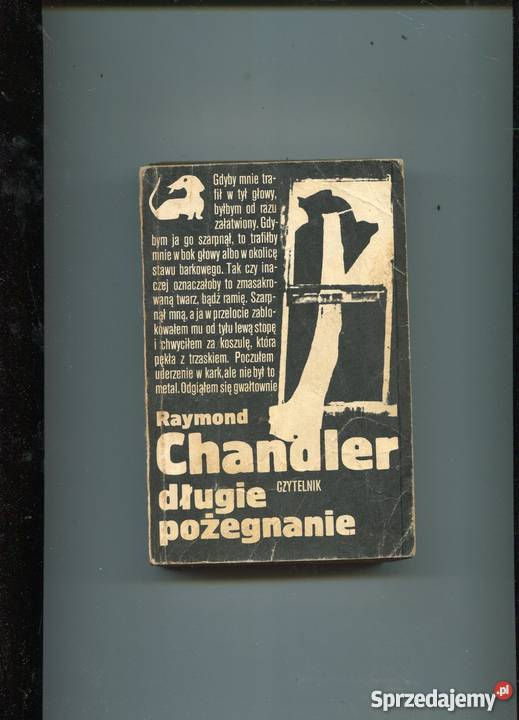 Gdyby mnie tra-
fił w tył głowy,
byłbym od razu
załatwiony. Gdy-
bym ja go szarpnął, to trafiłby
mnie w bok głowy albo w okolicę
stawu barkowego. Tak czy ina-
czej oznaczałoby to zmasakro-
waną twarz, bądź ramię. Szarp-
nął mną, a ja w przelocie zablo-
kowałem mu od tyłu lewą stopę
i chwyciłem za koszulę, która
pękła z trzaskiem. Poczułem
uderzenie w kark, ale nie był to
metal. Odgiąłem się gwałtownie
Raymond
Chandler
CZYTELNIK
długie
pożegnanie
Sprzedajemy.pl